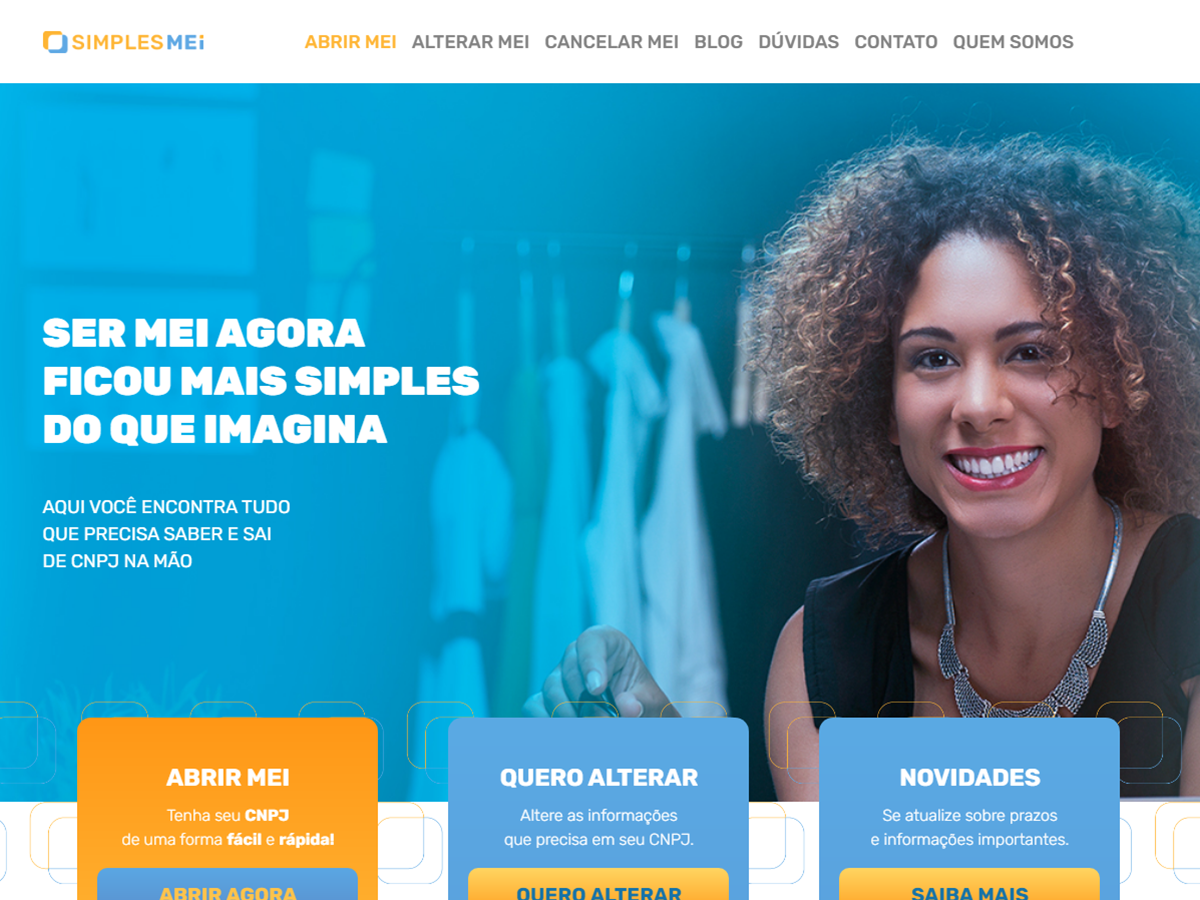 SIMPLES MEi
ABRIR MEI ALTERAR MEI CANCELAR MEI BLOG DÚVIDAS CONTATO QUEM SOMOS
SER MEI AGORA
FICOU MAIS SIMPLES
DO QUE IMAGINA
AQUI VOCÊ ENCONTRA TUDO
QUE PRECISA SABER E SAI
DE CNPJ NA MÃO
ABRIR MEI
Tenha seu CNPJ
de uma forma fácil e rápida!
ABRIR AGORA
QUERO ALTERAR
Altere as informações
que precisa em seu CNPJ.
QUERO ALTERAR
NOVIDADES
Se atualize sobre prazos
e informações importantes.
SAIBA MAIS